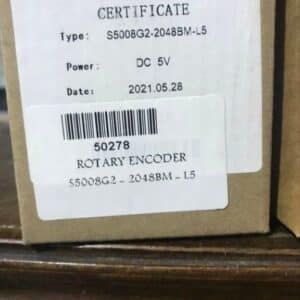 CERTIFICATE
Type: S5008G2-2048BM-L5
Power: DC 5V
Date: 2021.05.28
50278
ROTARY ENCODER
S5008G2 - 2048BM - L5